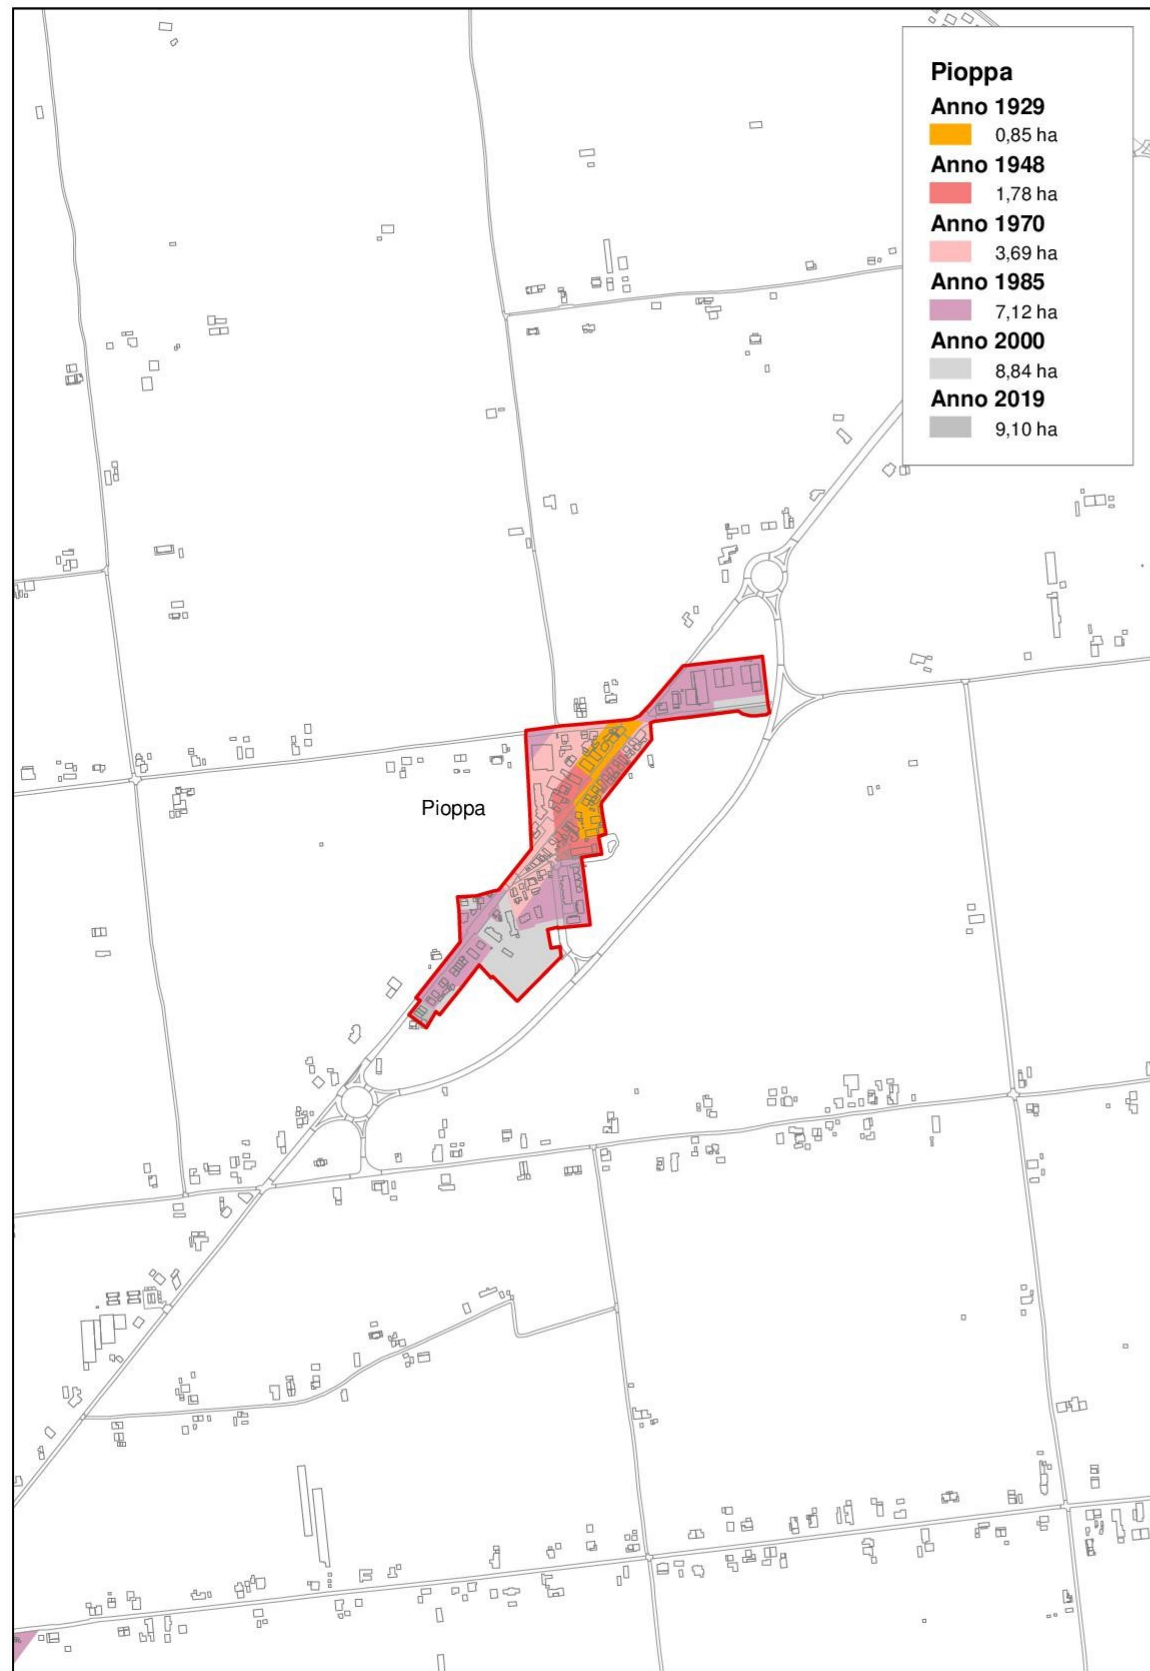 Pioppa
Anno 1929
0,85 ha
Anno 1948
1,78 ha
Anno 1970
3,69 ha
Anno 1985
7,12 ha
Anno 2000
8,84 ha
Anno 2019
9,10 ha
Pioppa